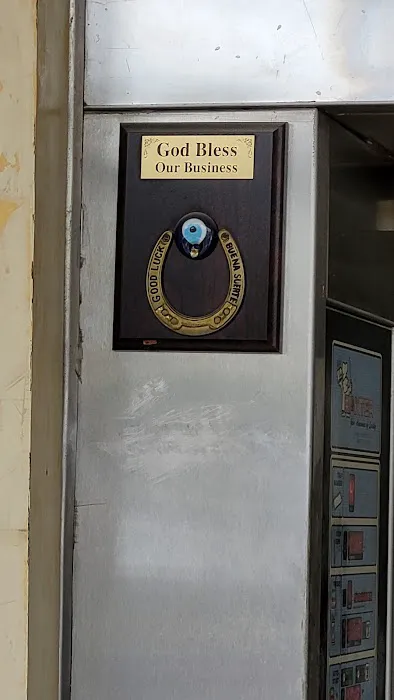 God Bless
Our Business
GOOD LUCK
BUENA SUERTE